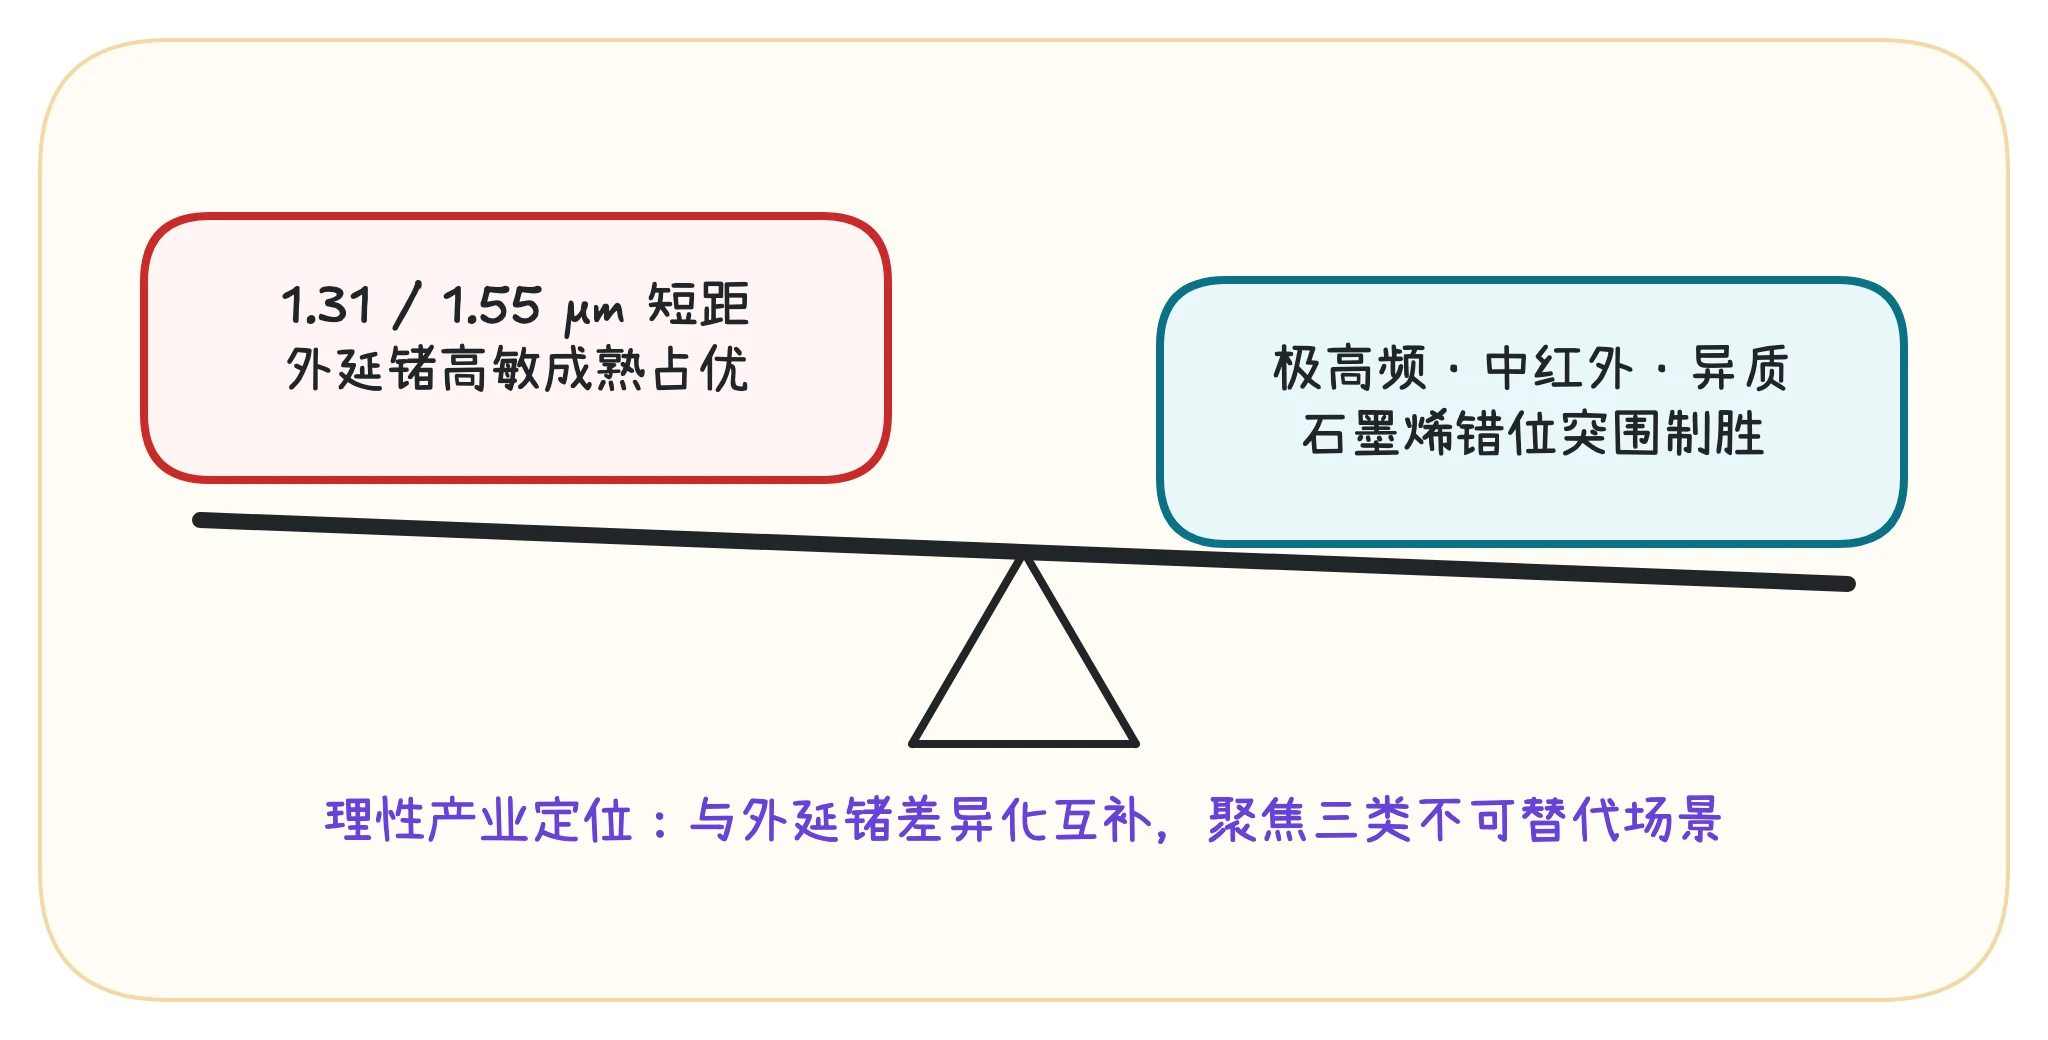 1.31 / 1.55 μm 短距
外延锗高敏成熟占优
极高频 · 中红外 · 异质
石墨烯错位突围制胜
理性产业定位：与外延锗差异化互补，聚焦三类不可替代场景